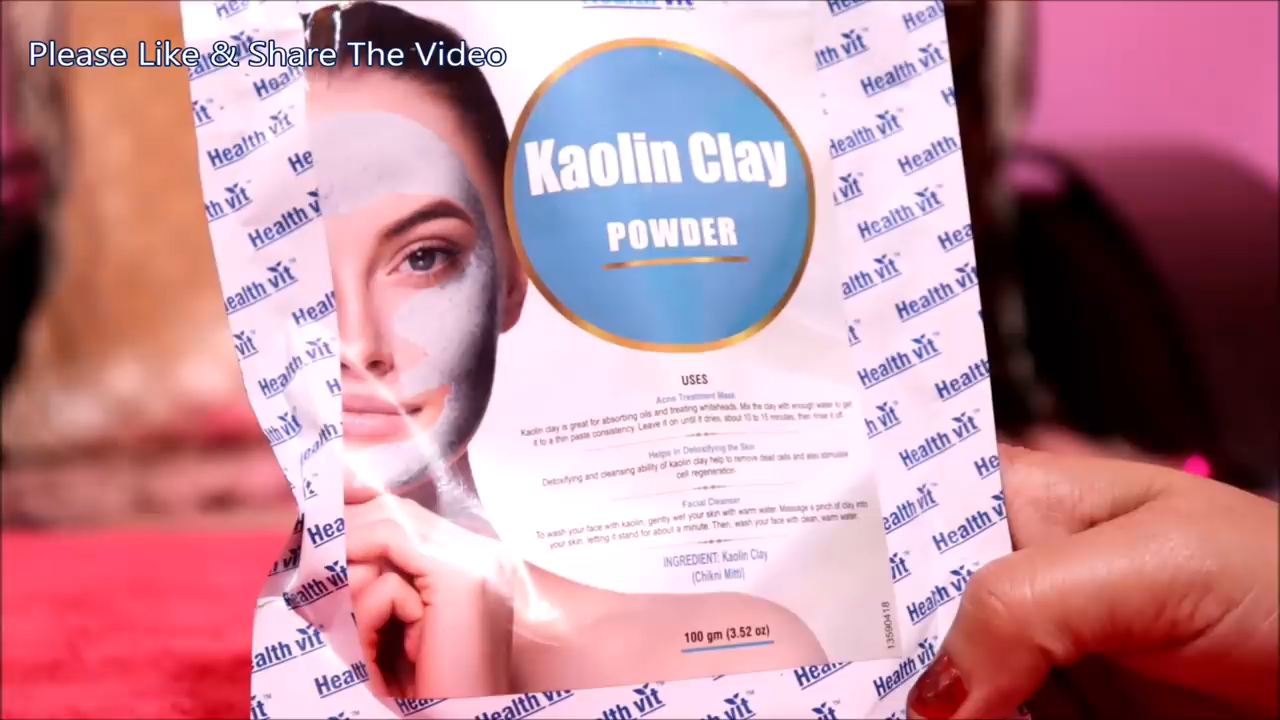 Please Like & Share The Video
Health vit
Kaolin Clay
POWDER
USES
Acne Treatment Mask
Kaolin clay is great for absorbing oils and treating whiteheads. Mix the clay with enough water to get
it to a thin paste consistency. Leave it on until it dries, about 10 to 15 minutes, then rinse it off.
Helps in Detoxifying the Skin
Detoxifying and cleansing ability of kaolin clay help to remove dead cells and also stimulate
cell regeneration
Facial Cleanser
To wash your face with kaolin, gently wet your skin with warm water. Massage a pinch of clay into
your skin, letting it stand for about a minute. Then, wash your face with clean, warm water.
INGREDIENT: Kaolin Clay
(Chikni Mitti)
100 gm (3.52 oz)
13590418